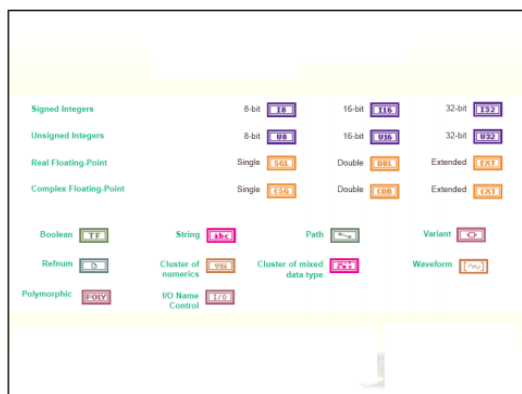 Signed Integers 8-bit I8 16-bit I16 32-bit I32
Unsigned Integers 8-bit U8 16-bit U16 32-bit U32
Real Floating-Point Single SGL Double DBL Extended EXT
Complex Floating-Point Single CSG Double CDB Extended CXT
Boolean TF String abc Path Variant
Refnum Cluster of numerics Cluster of mixed data type Waveform
Polymorphic POLY I/O Name Control I/O